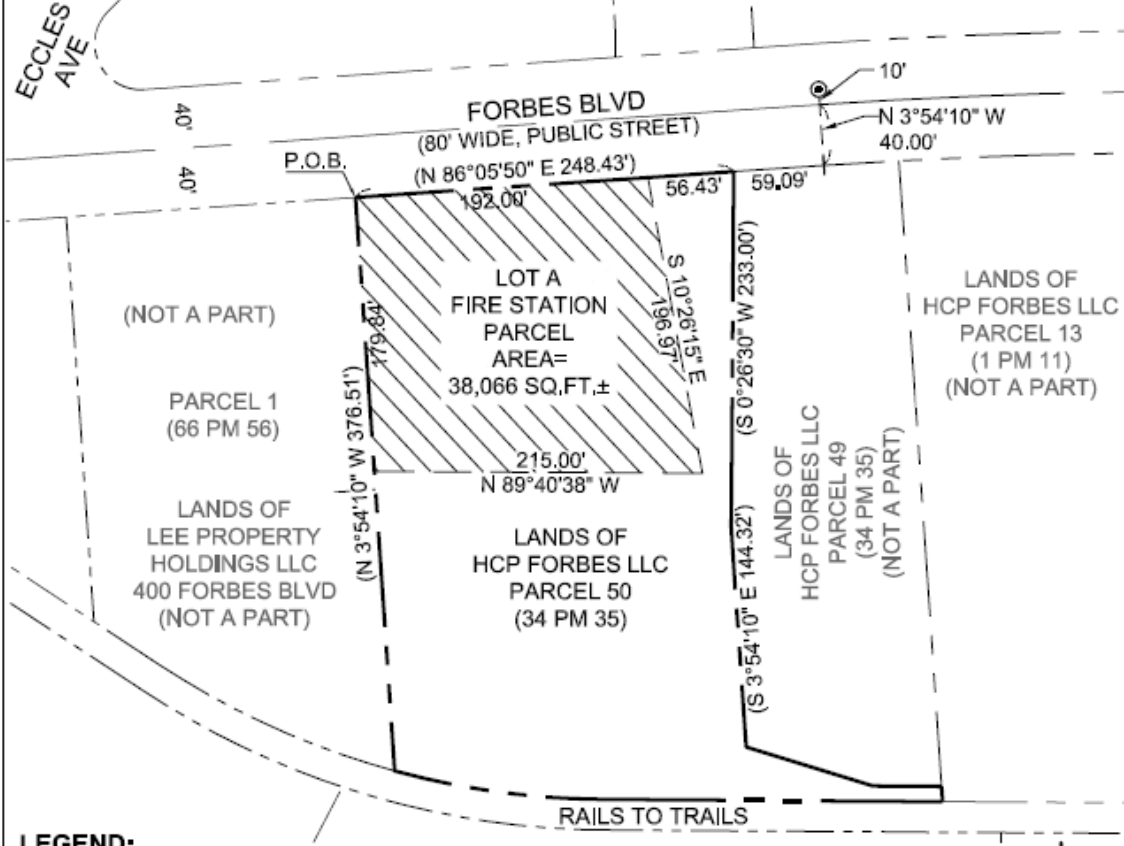 ECCLES
AVE
40'
40'
FORBES BLVD
(80' WIDE, PUBLIC STREET)
10'
N 3°54'10" W
40.00'
P.O.B.
(N 86°05'50" E 248.43')
192.00'
56.43'
59.09'
LOT A
FIRE STATION
PARCEL
AREA=
38,066 SQ.FT.±
179.84'
S 10°26'15" E
196.97'
(S 0°26'30" W 233.00')
215.00'
N 89°40'38" W
(N 3°54'10" W 376.51')
(S 3°54'10" E 144.32')
(NOT A PART)
PARCEL 1
(66 PM 56)
LANDS OF
LEE PROPERTY
HOLDINGS LLC
400 FORBES BLVD
(NOT A PART)
LANDS OF
HCP FORBES LLC
PARCEL 50
(34 PM 35)
LANDS OF
HCP FORBES LLC
PARCEL 49
(34 PM 35)
(NOT A PART)
LANDS OF
HCP FORBES LLC
PARCEL 13
(1 PM 11)
(NOT A PART)
RAILS TO TRAILS
LEGEND: